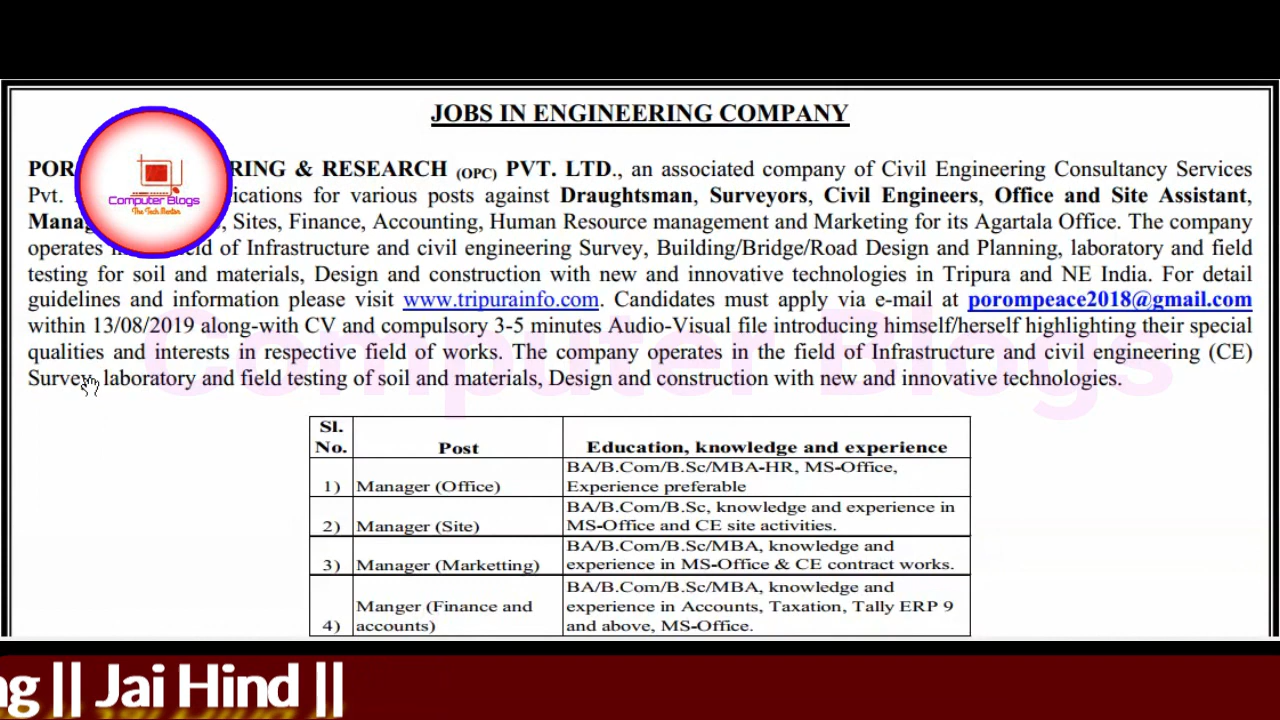 JOBS IN ENGINEERING COMPANY
POR RING & RESEARCH (OPC) PVT. LTD., an associated company of Civil Engineering Consultancy Services
Pvt. ications for various posts against Draughtsman, Surveyors, Civil Engineers, Office and Site Assistant,
Manag , Sites, Finance, Accounting, Hunan Resource management and Marketing for its Agartala Office. The company
operates of Infrastructure and civil engineering Survey, Building/Bridge/Road Design and Planning, laboratory and field
testing for soil and materials, Design and construction with new and innovative technologies in Tripura and NE India. For detail
guidelines and information please visit www.tripurainfo.com. Candidates must apply via e-mail at porompeace2018@gmail.com
within 13/08/2019 along-with CV and compulsory 3-5 minutes Audio-Visual file introducing himself/herself highlighting their special
qualities and interests in respective field of works. The company operates in the field of Infrastructure and civil engineering (CE)
Survey, laboratory and field testing of soil and materials, Design and construction with new and innovative technologies.
Computer Blogs
The Tech Mentor
Computer Blogs
Sl. No. Post Education, knowledge and experience
1) Manager (Office) BA/B.Com/B.Sc/MBA-HR, MS-Office,
Experience preferable
2) Manager (Site) BA/B.Com/B.Sc, knowledge and experience in
MS-Office and CE site activities.
3) Manager (Marketting) BA/B.Com/B.Sc/MBA, knowledge and
experience in MS-Office & CE contract works.
4) Manger (Finance and accounts) BA/B.Com/B.Sc/MBA, knowledge and
experience in Accounts, Taxation, Tally ERP 9
and above, MS-Office.
ng || Jai Hind ||